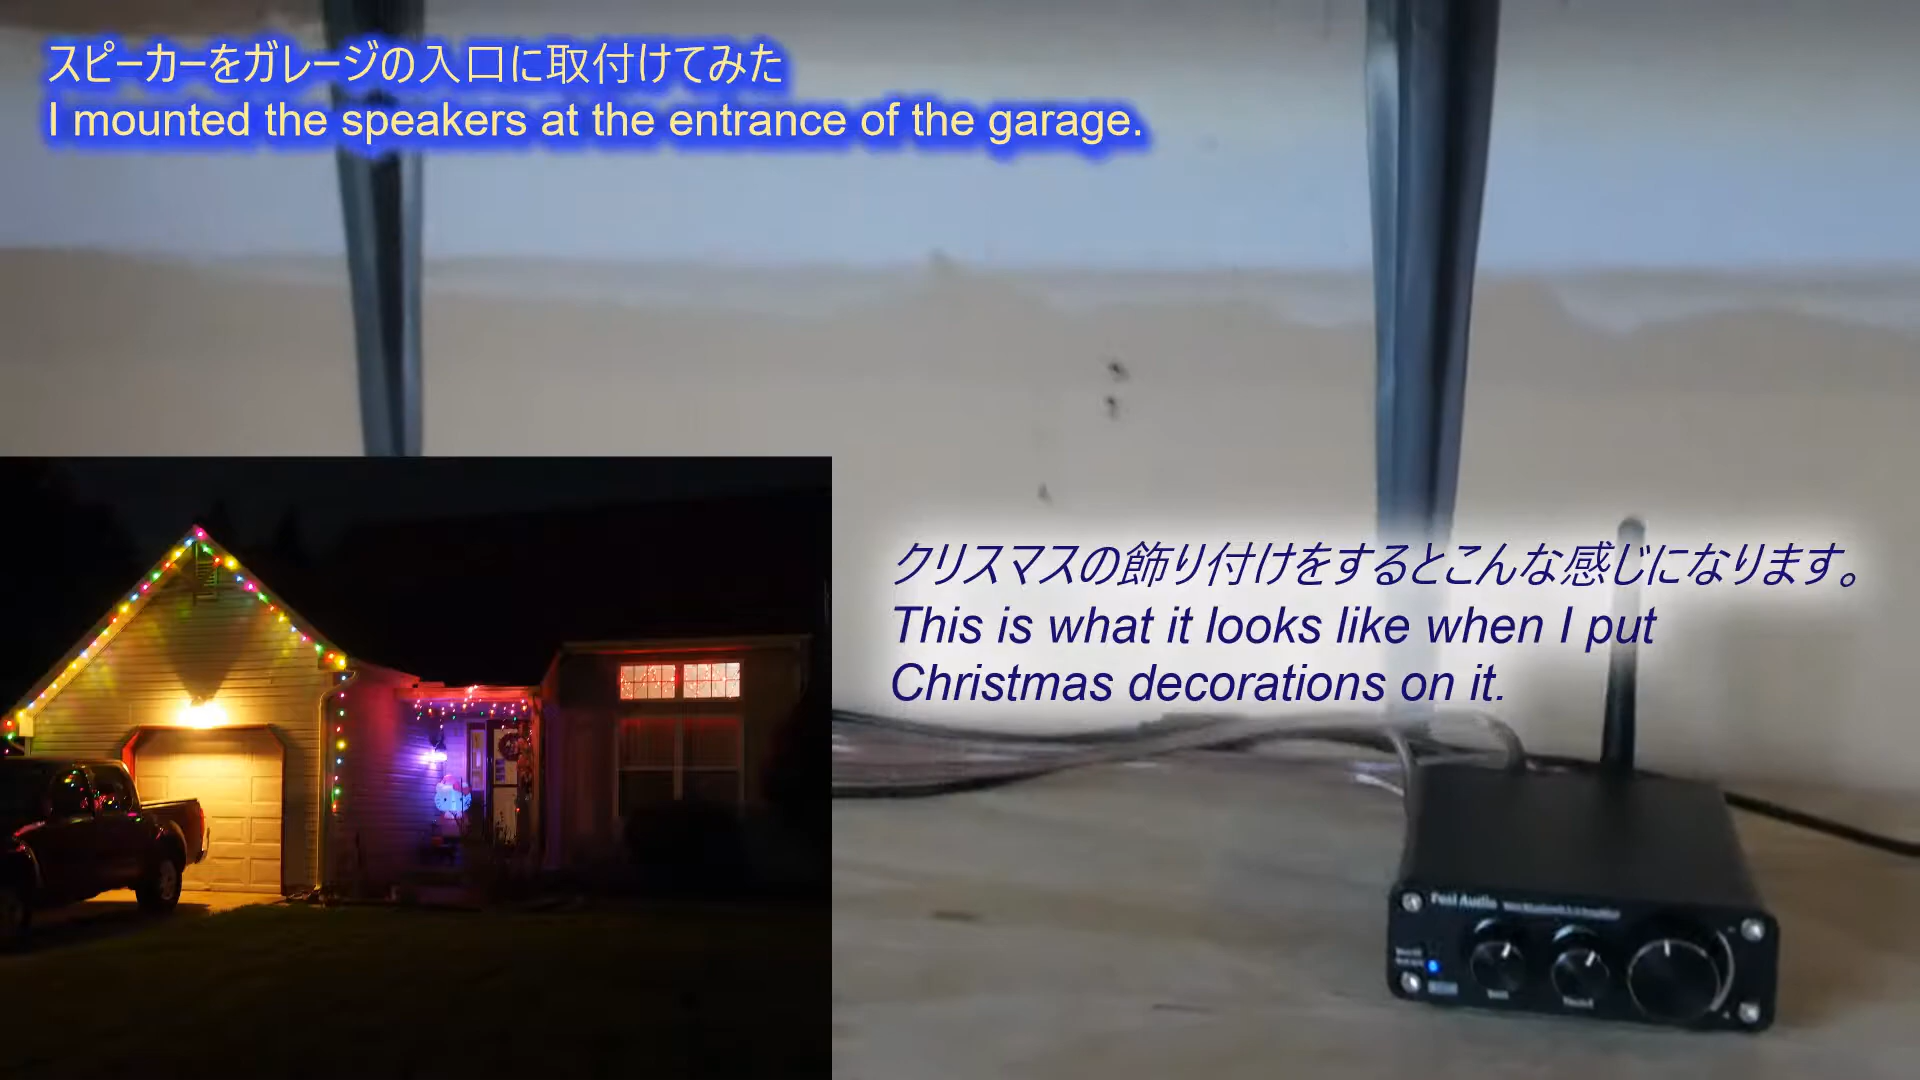 スピーカーをガレージの入口に取付けてみた
I mounted the speakers at the entrance of the garage.
クリスマスの飾り付けをするとこんな感じになります。
This is what it looks like when I put
Christmas decorations on it.
Fosi Audio
Bass
Treble